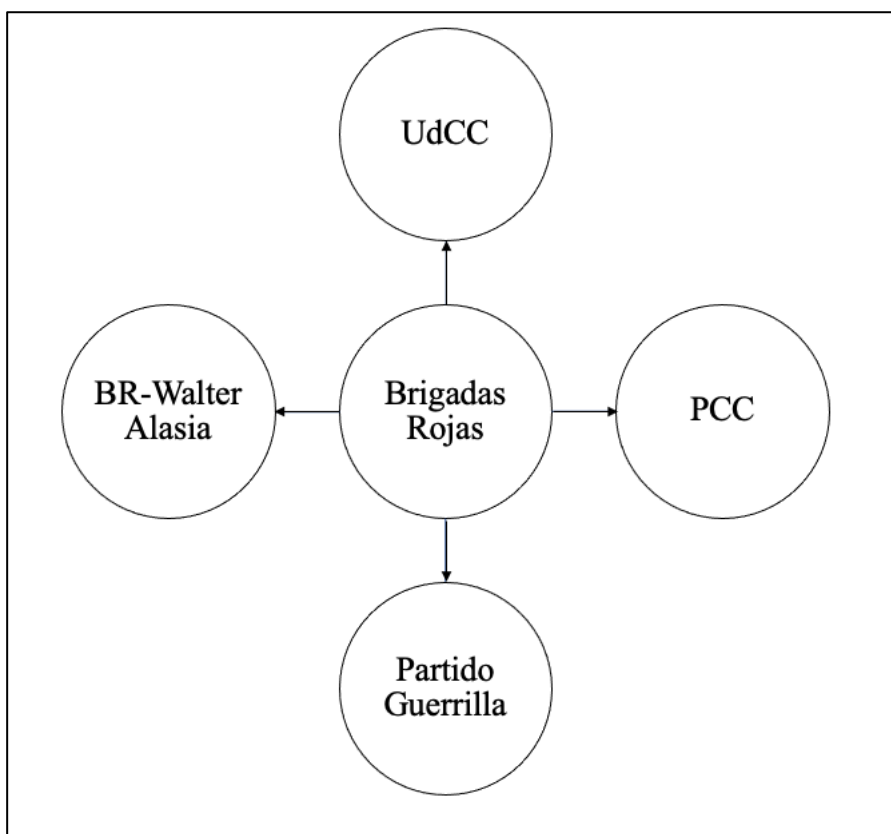 UdCC
BR-Walter
Alasia
Brigadas
Rojas
PCC
Partido
Guerrilla